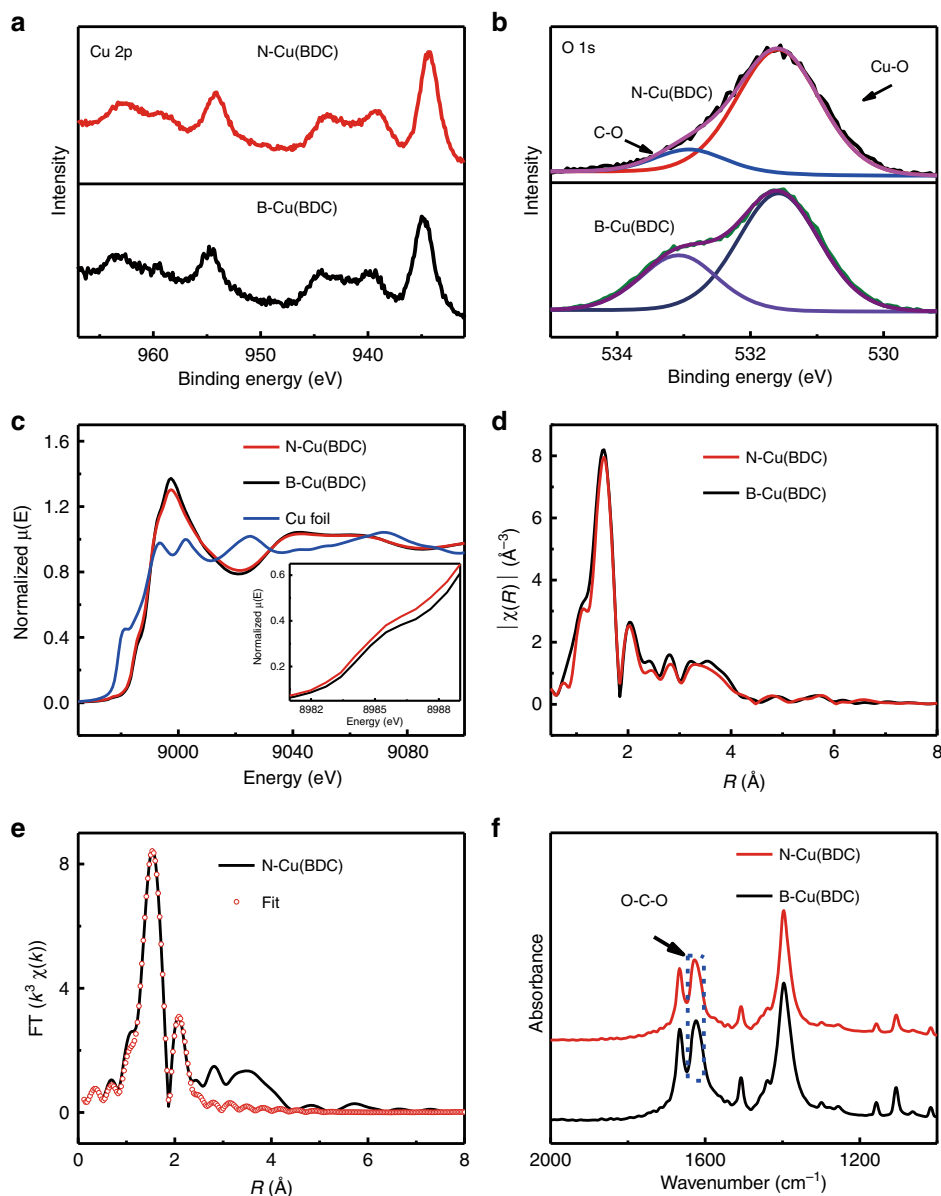 a
Cu 2p
N-Cu(BDC)
B-Cu(BDC)
Intensity
960
950
940
Binding energy (eV)
b
O 1s
N-Cu(BDC)
Cu-O
C-O
B-Cu(BDC)
Intensity
534
532
530
Binding energy (eV)
c
N-Cu(BDC)
B-Cu(BDC)
Cu foil
Normalized μ(E)
1.6
1.2
0.8
0.4
0.0
9000
9040
9080
Energy (eV)
Normalized μ(E)
0.6
0.4
0.2
8982
8985
8988
Energy (eV)
d
N-Cu(BDC)
B-Cu(BDC)
| χ(R) | (Å⁻³)
8
6
4
2
0
2
4
6
8
R (Å)
e
N-Cu(BDC)
Fit
FT (k³ χ(k))
8
4
0
0
2
4
6
8
R (Å)
f
N-Cu(BDC)
B-Cu(BDC)
O-C-O
Absorbance
2000
1600
1200
Wavenumber (cm⁻¹)